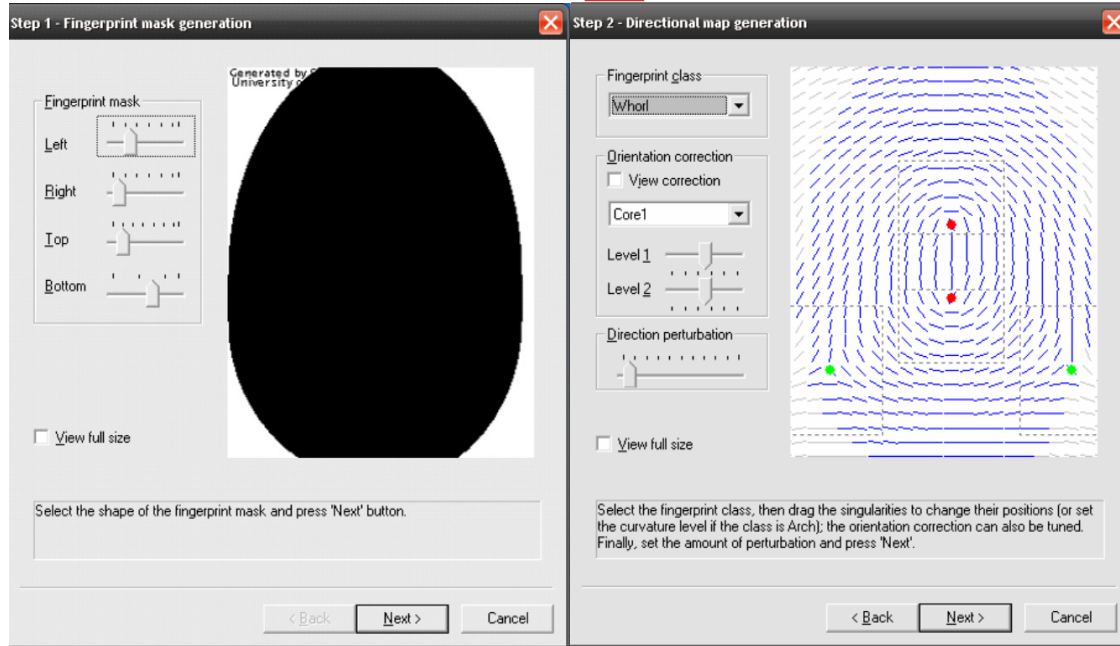 Step 1 - Fingerprint mask generation
Generated by
University
Fingerprint mask
Left
Right
Top
Bottom
View full size
Select the shape of the fingerprint mask and press 'Next' button.
< Back
Next >
Cancel
Step 2 - Directional map generation
Fingerprint class
Whorl
Orientation correction
View correction
Core1
Level 1
Level 2
Direction perturbation
View full size
Select the fingerprint class, then drag the singularities to change their positions (or set
the curvature level if the class is Arch); the orientation correction can also be tuned.
Finally, set the amount of perturbation and press 'Next'.
< Back
Next >
Cancel